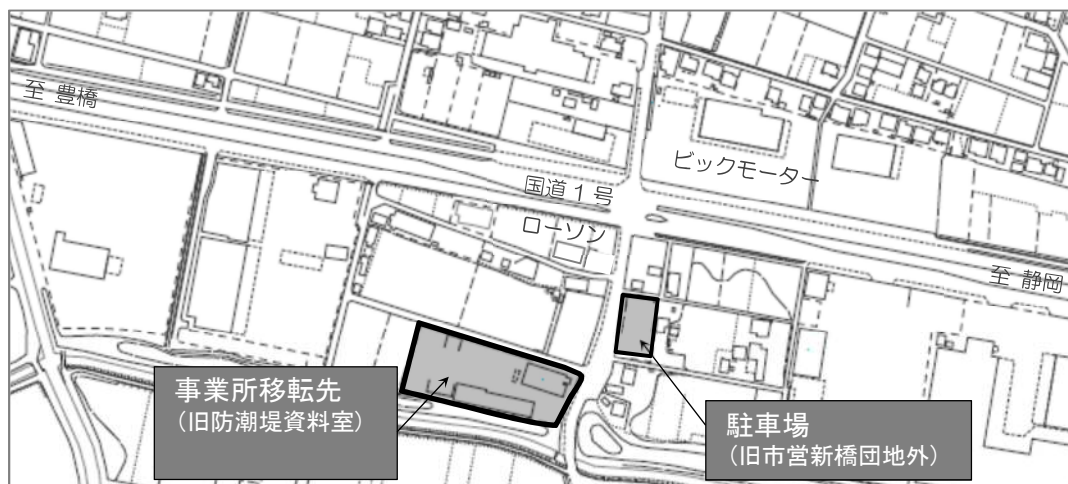 至 豊橋
ビックモーター
国道1号
ローソン
至 静岡
事業所移転先
（旧防潮堤資料室）
駐車場
（旧市営新橋団地外）